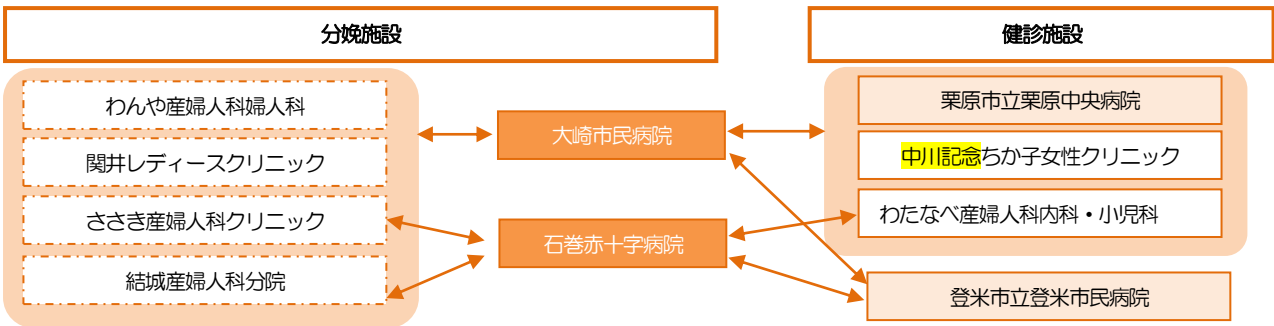 分娩施設
健診施設
わんや産婦人科婦人科
関井レディースクリニック
ささき産婦人科クリニック
結城産婦人科分院
大崎市民病院
石巻赤十字病院
栗原市立栗原中央病院
中川記念ちか子女性クリニック
わたなべ産婦人科内科・小児科
登米市立登米市民病院